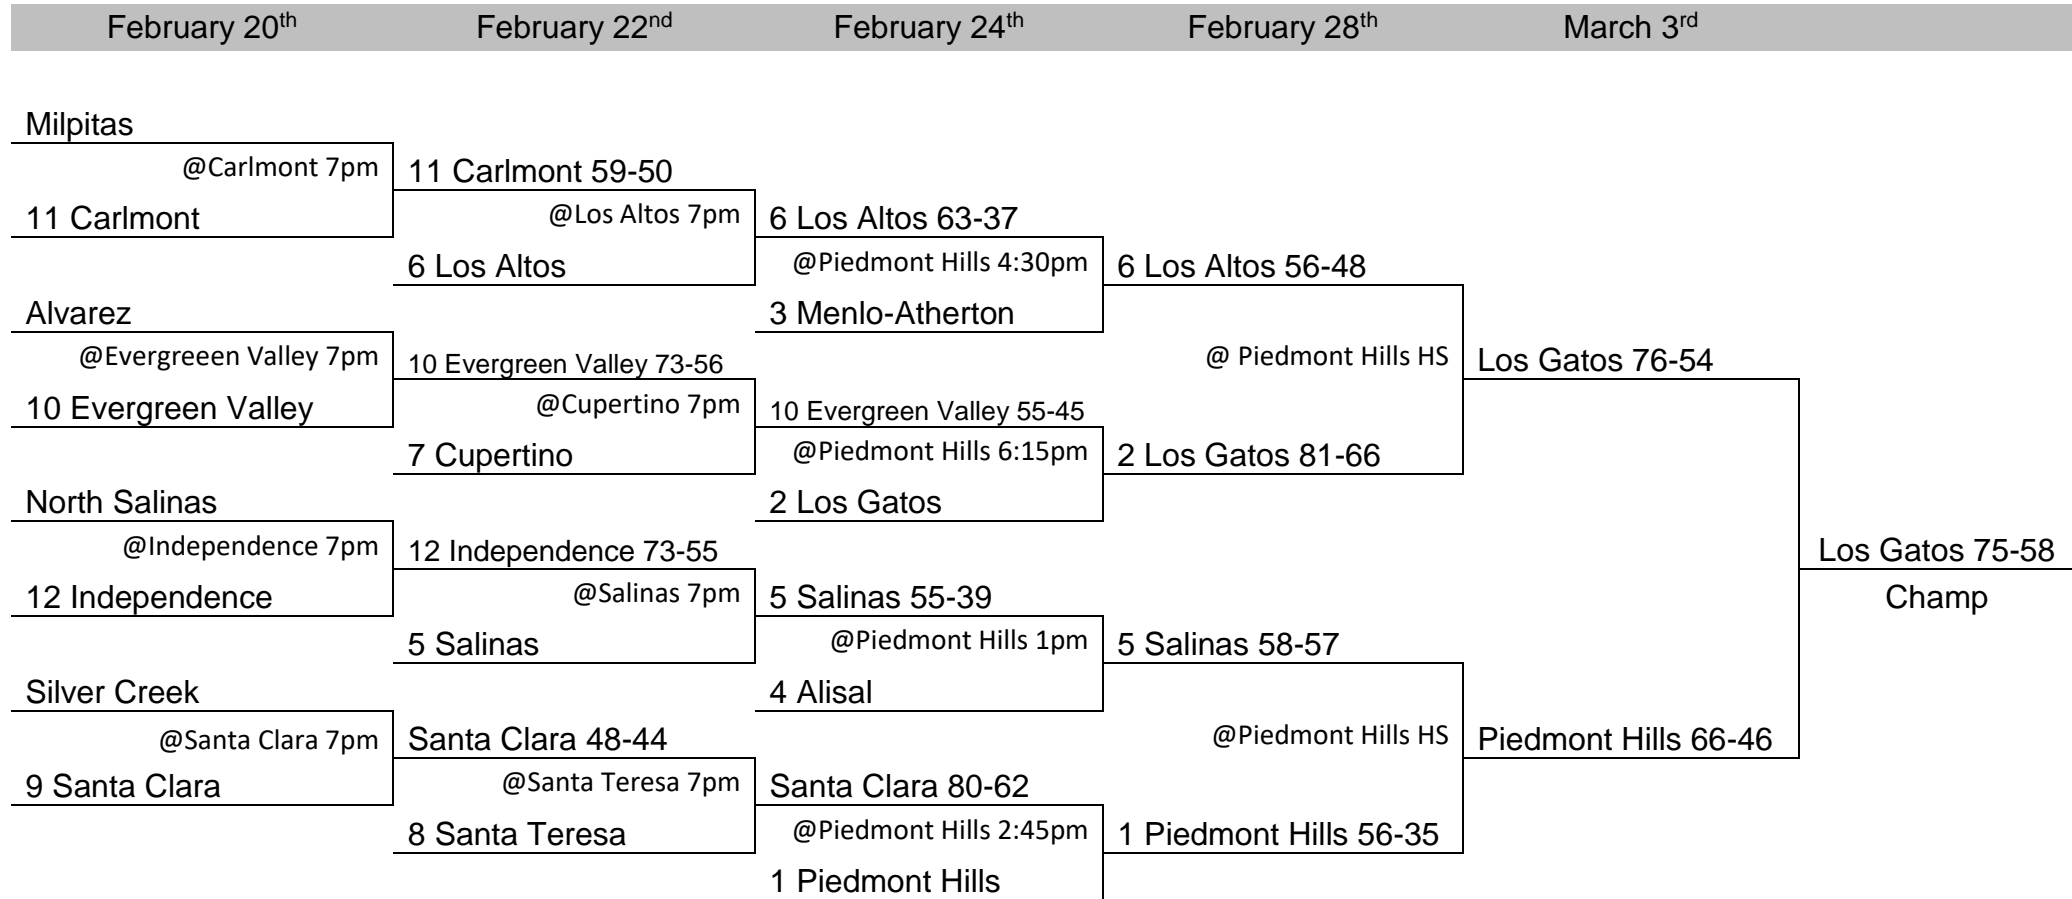 February 20th February 22nd February 24th February 28th March 3rd
Milpitas
@Carlmont 7pm 11 Carlmont 59-50
11 Carlmont @Los Altos 7pm 6 Los Altos 63-37
6 Los Altos @Piedmont Hills 4:30pm 6 Los Altos 56-48
Alvarez 3 Menlo-Atherton
@Evergreeen Valley 7pm 10 Evergreen Valley 73-56 @ Piedmont Hills HS Los Gatos 76-54
10 Evergreen Valley @Cupertino 7pm 10 Evergreen Valley 55-45
7 Cupertino @Piedmont Hills 6:15pm 2 Los Gatos 81-66
North Salinas 2 Los Gatos
@Independence 7pm 12 Independence 73-55 Los Gatos 75-58
12 Independence @Salinas 7pm 5 Salinas 55-39 Champ
5 Salinas @Piedmont Hills 1pm 5 Salinas 58-57
Silver Creek 4 Alisal
@Santa Clara 7pm Santa Clara 48-44 @Piedmont Hills HS Piedmont Hills 66-46
9 Santa Clara @Santa Teresa 7pm Santa Clara 80-62
8 Santa Teresa @Piedmont Hills 2:45pm 1 Piedmont Hills 56-35
1 Piedmont Hills